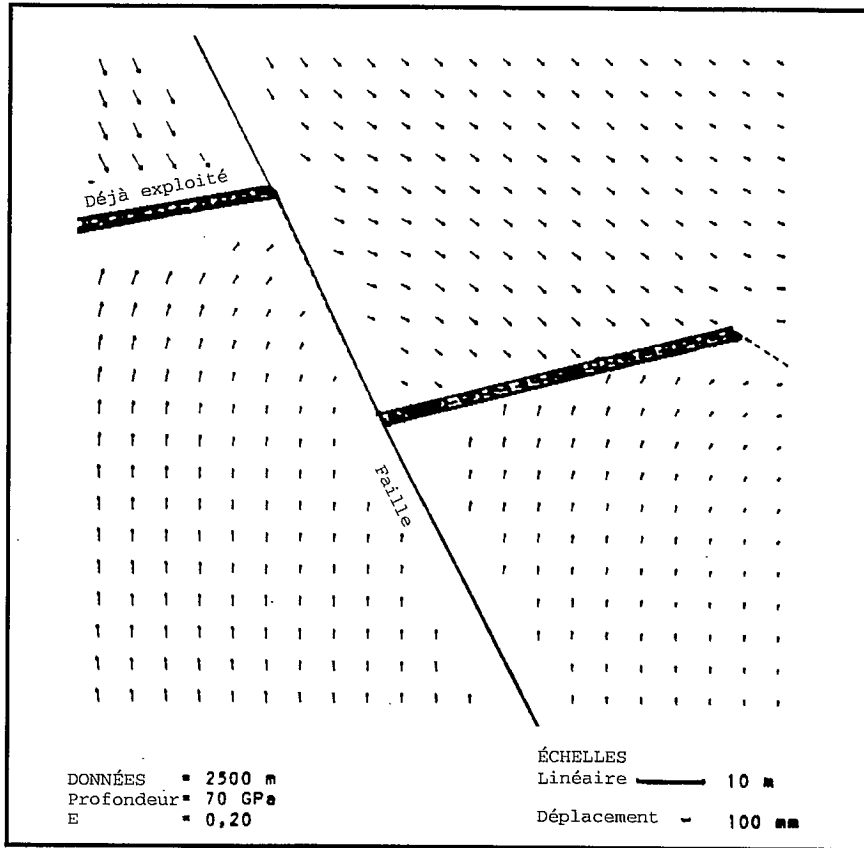 Déjà exploité
Faille
DONNÉES = 2500 m
Profondeur = 70 GPa
E = 0,20
ÉCHELLES
Linéaire 10 m
Déplacement 100 mm